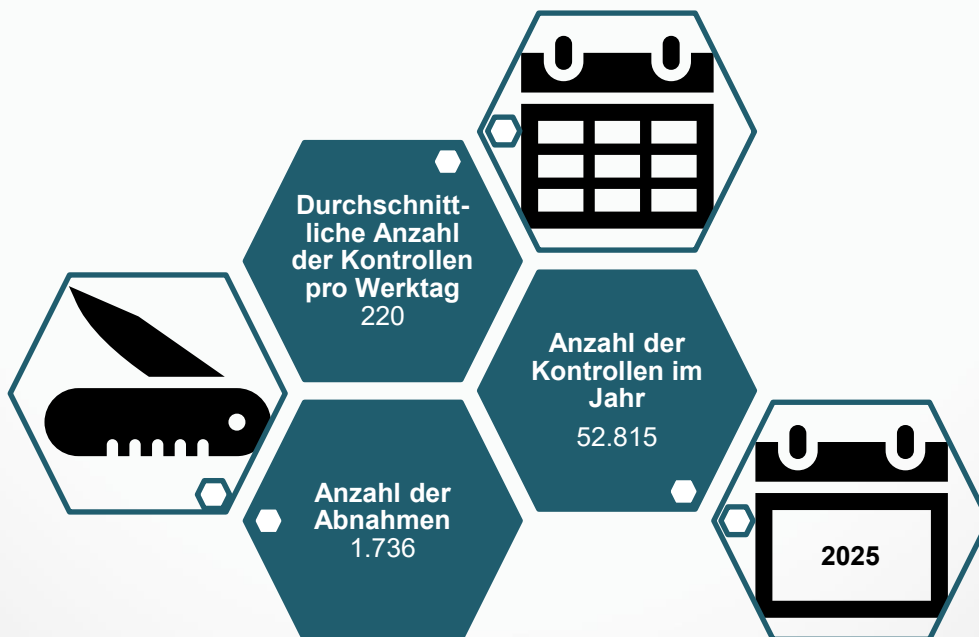 Durchschnitt-
liche Anzahl
der Kontrollen
pro Werktag
220
Anzahl der
Kontrollen im
Jahr
52.815
Anzahl der
Abnahmen
1.736
2025